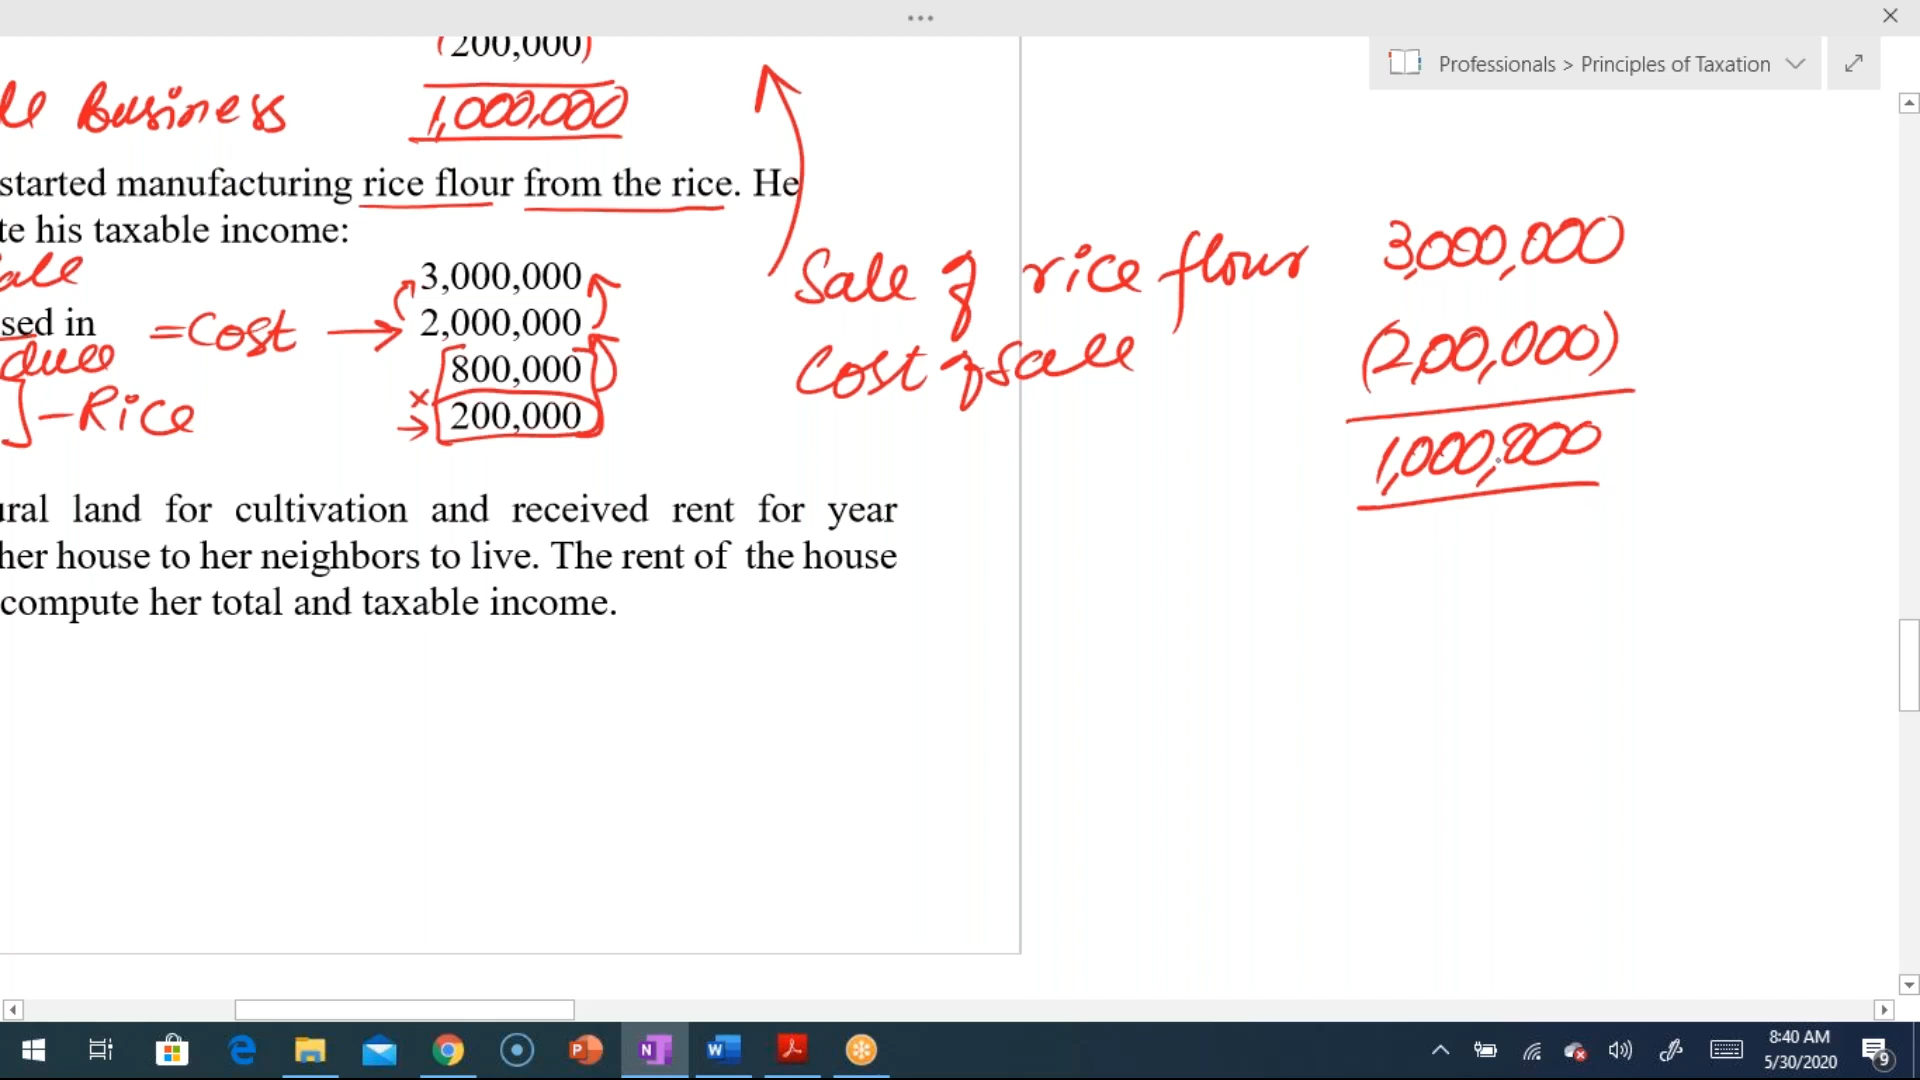 Professionals > Principles of Taxation
(200,000)
Business 1,000,000
started manufacturing rice flour from the rice. He
te his taxable income:
3,000,000
sed in = Cost → 2,000,000
800,000
]-Rice
200,000
Sale of rice flour 3,000,000
Cost of Sale (2,00,000)
1,000,000
ural land for cultivation and received rent for year
her house to her neighbors to live. The rent of the house
compute her total and taxable income.
8:40 AM
5/30/2020
9